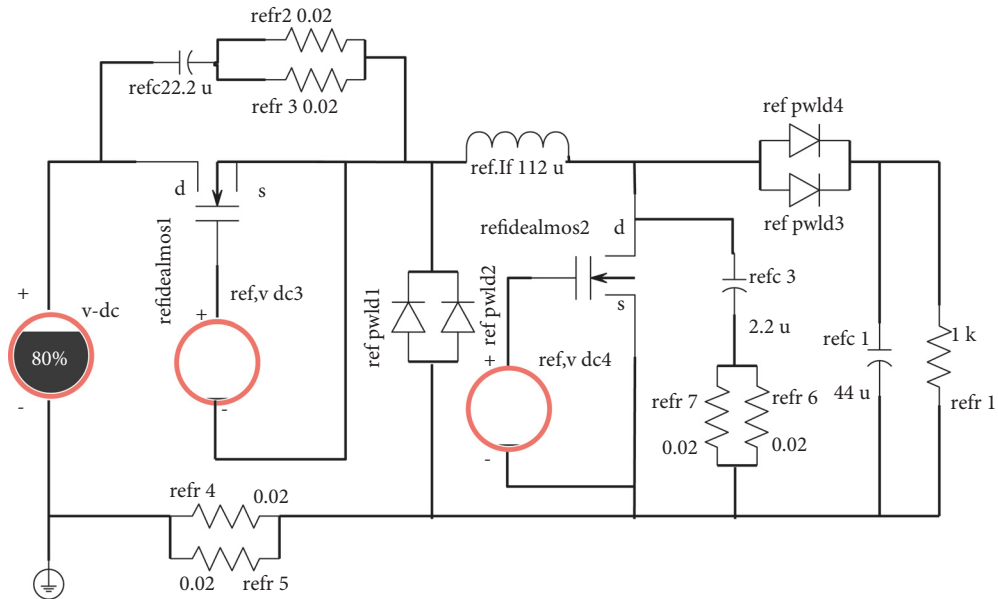 refr2 0.02
refc22.2 u
refr 3 0.02
ref pwld4
ref.If 112 u
d
s
ref pwld3
refidealmos1
refidealmos2
d
ref,v dc3
+
refc 3
s
+
v-dc
ref pwld1
ref pwld2
2.2 u
1 k
80%
+
ref,v dc4
refc 1
-
-
refr 7
refr 6
44 u
refr 1
0.02
0.02
-
refr 4
0.02
0.02
refr 5